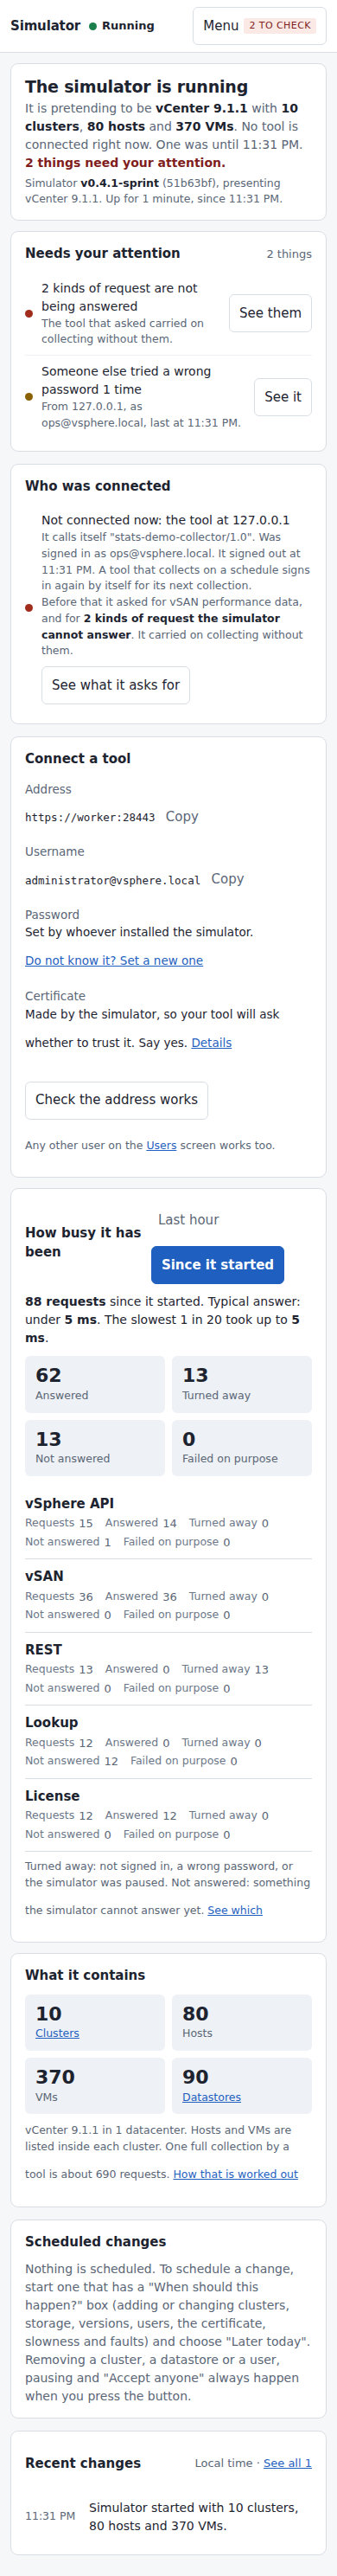 Simulator Running Menu 2 TO CHECK
The simulator is running
It is pretending to be vCenter 9.1.1 with 10
clusters, 80 hosts and 370 VMs. No tool is
connected right now. One was until 11:31 PM.
2 things need your attention.
Simulator v0.4.1-sprint (51b63bf), presenting
vCenter 9.1.1. Up for 1 minute, since 11:31 PM.
Needs your attention 2 things
2 kinds of request are not
being answered
The tool that asked carried on
collecting without them.
See them
Someone else tried a wrong
password 1 time
From 127.0.0.1, as
ops@vsphere.local, last at 11:31 PM.
See it
Who was connected
Not connected now: the tool at 127.0.0.1
It calls itself "stats-demo-collector/1.0". Was
signed in as ops@vsphere.local. It signed out at
11:31 PM. A tool that collects on a schedule signs
in again by itself for its next collection.
Before that it asked for vSAN performance data,
and for 2 kinds of request the simulator
cannot answer. It carried on collecting without
them.
See what it asks for
Connect a tool
Address
https://worker:28443 Copy
Username
administrator@vsphere.local Copy
Password
Set by whoever installed the simulator.
Do not know it? Set a new one
Certificate
Made by the simulator, so your tool will ask
whether to trust it. Say yes. Details
Check the address works
Any other user on the Users screen works too.
How busy it has
been
Last hour
Since it started
88 requests since it started. Typical answer:
under 5 ms. The slowest 1 in 20 took up to 5
ms.
62
Answered
13
Turned away
13
Not answered
0
Failed on purpose
vSphere API
Requests 15 Answered 14 Turned away 0
Not answered 1 Failed on purpose 0
vSAN
Requests 36 Answered 36 Turned away 0
Not answered 0 Failed on purpose 0
REST
Requests 13 Answered 0 Turned away 13
Not answered 0 Failed on purpose 0
Lookup
Requests 12 Answered 0 Turned away 0
Not answered 12 Failed on purpose 0
License
Requests 12 Answered 12 Turned away 0
Not answered 0 Failed on purpose 0
Turned away: not signed in, a wrong password, or
the simulator was paused. Not answered: something
the simulator cannot answer yet. See which
What it contains
10
Clusters
80
Hosts
370
VMs
90
Datastores
vCenter 9.1.1 in 1 datacenter. Hosts and VMs are
listed inside each cluster. One full collection by a
tool is about 690 requests. How that is worked out
Scheduled changes
Nothing is scheduled. To schedule a change,
start one that has a "When should this
happen?" box (adding or changing clusters,
storage, versions, users, the certificate,
slowness and faults) and choose "Later today".
Removing a cluster, a datastore or a user,
pausing and "Accept anyone" always happen
when you press the button.
Recent changes Local time · See all 1
11:31 PM Simulator started with 10 clusters,
80 hosts and 370 VMs.